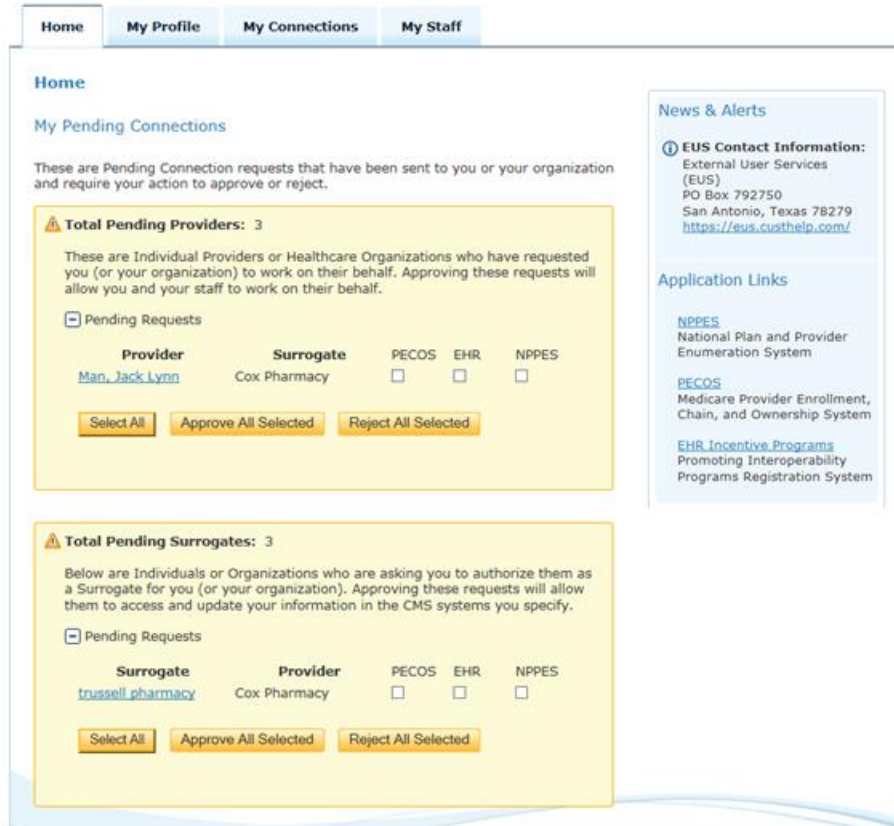 Home
My Profile
My Connections
My Staff
Home
My Pending Connections
These are Pending Connection requests that have been sent to you or your organization
and require your action to approve or reject.
Total Pending Providers: 3
These are Individual Providers or Healthcare Organizations who have requested
you (or your organization) to work on their behalf. Approving these requests will
allow you and your staff to work on their behalf.
Pending Requests
Provider Surrogate PECOS EHR NPPES
Man, Jack Lynn Cox Pharmacy
Select All Approve All Selected Reject All Selected
Total Pending Surrogates: 3
Below are Individuals or Organizations who are asking you to authorize them as
a Surrogate for you (or your organization). Approving these requests will allow
them to access and update your information in the CMS systems you specify.
Pending Requests
Surrogate Provider PECOS EHR NPPES
trussell pharmacy Cox Pharmacy
Select All Approve All Selected Reject All Selected
News & Alerts
EUS Contact Information:
External User Services
(EUS)
PO Box 792750
San Antonio, Texas 78279
https://eus.custhelp.com/
Application Links
NPPES
National Plan and Provider
Enumeration System
PECOS
Medicare Provider Enrollment,
Chain, and Ownership System
EHR Incentive Programs
Promoting Interoperability
Programs Registration System